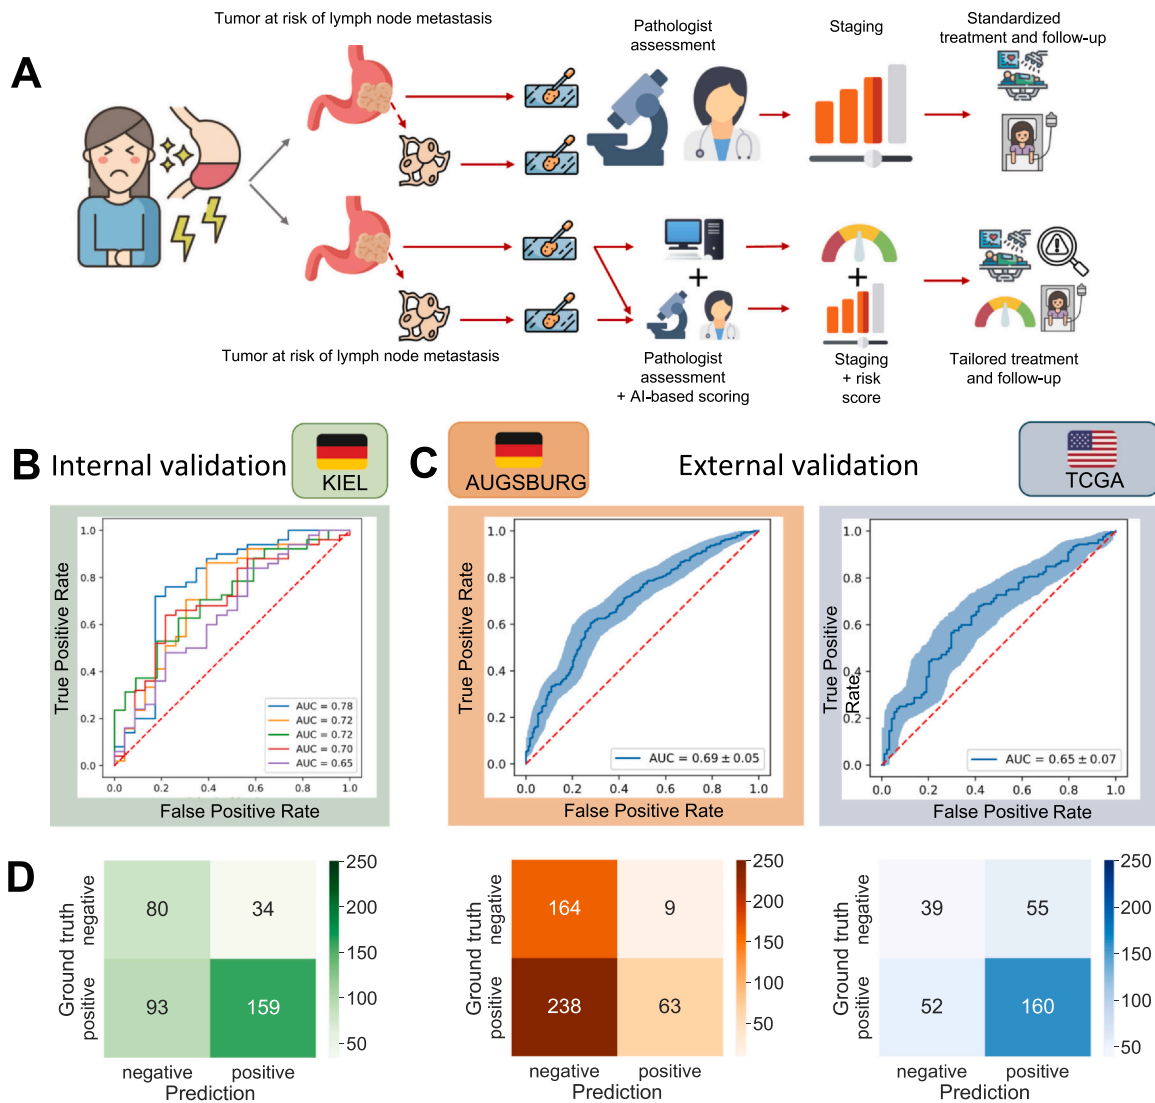 Tumor at risk of lymph node metastasis
Pathologist
assessment
Staging
Standardized
treatment and follow-up
A
Tumor at risk of lymph node metastasis
Pathologist
assessment
+ AI-based scoring
Staging
+ risk
score
Tailored treatment
and follow-up
B Internal validation
KIEL
C
AUGSBURG
External validation
TCGA
True Positive Rate
1.0
0.8
0.6
0.4
0.2
0.0
AUC = 0.78
AUC = 0.72
AUC = 0.72
AUC = 0.70
AUC = 0.65
0.0 0.2 0.4 0.6 0.8 1.0
False Positive Rate
True Positive Rate
1.0
0.8
0.6
0.4
0.2
0.0
AUC = 0.69 ± 0.05
0.0 0.2 0.4 0.6 0.8 1.0
False Positive Rate
True Positive
Rate
1.0
0.8
0.6
0.4
0.2
0.0
AUC = 0.65 ± 0.07
0.0 0.2 0.4 0.6 0.8 1.0
False Positive Rate
D
Ground truth
negative
positive
80 34
93 159
250
200
150
100
50
negative positive
Prediction
Ground truth
negative
positive
164 9
238 63
250
200
150
100
50
negative positive
Prediction
Ground truth
negative
positive
39 55
52 160
250
200
150
100
50
negative positive
Prediction